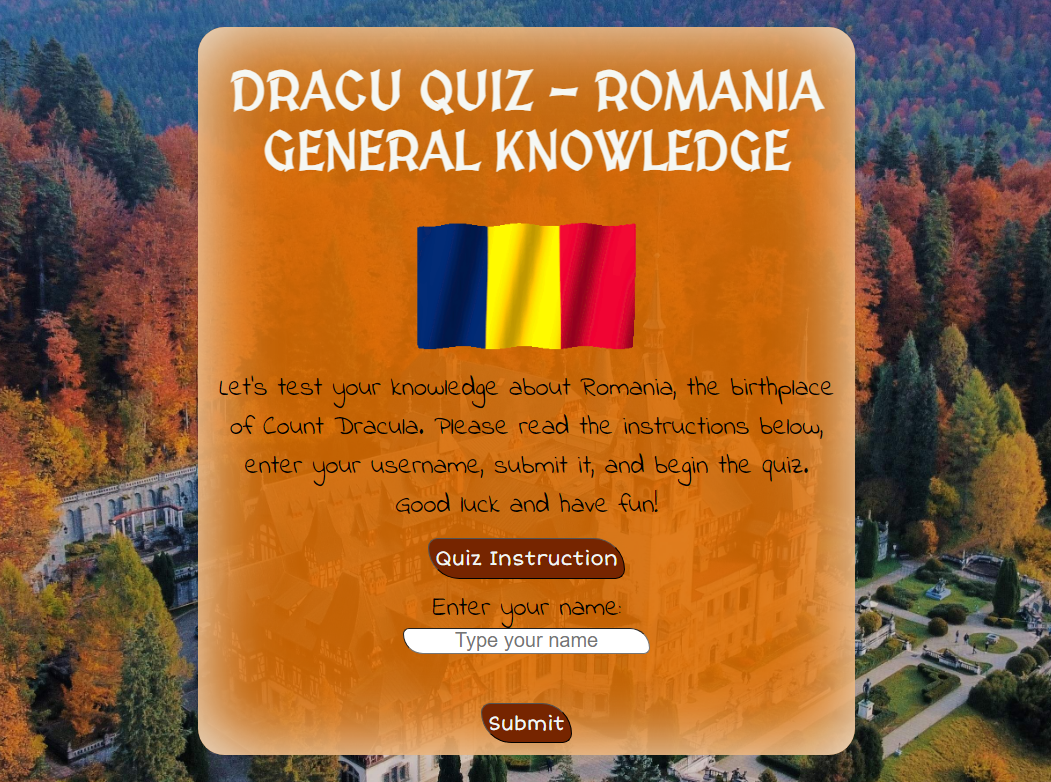 DRACU QUIZ – ROMANIA
GENERAL KNOWLEDGE
Let's test your knowledge about Romania, the birthplace
of Count Dracula. Please read the instructions below,
enter your username, submit it, and begin the quiz.
Good luck and have fun!
Quiz Instruction
Enter your name:
Type your name
Submit